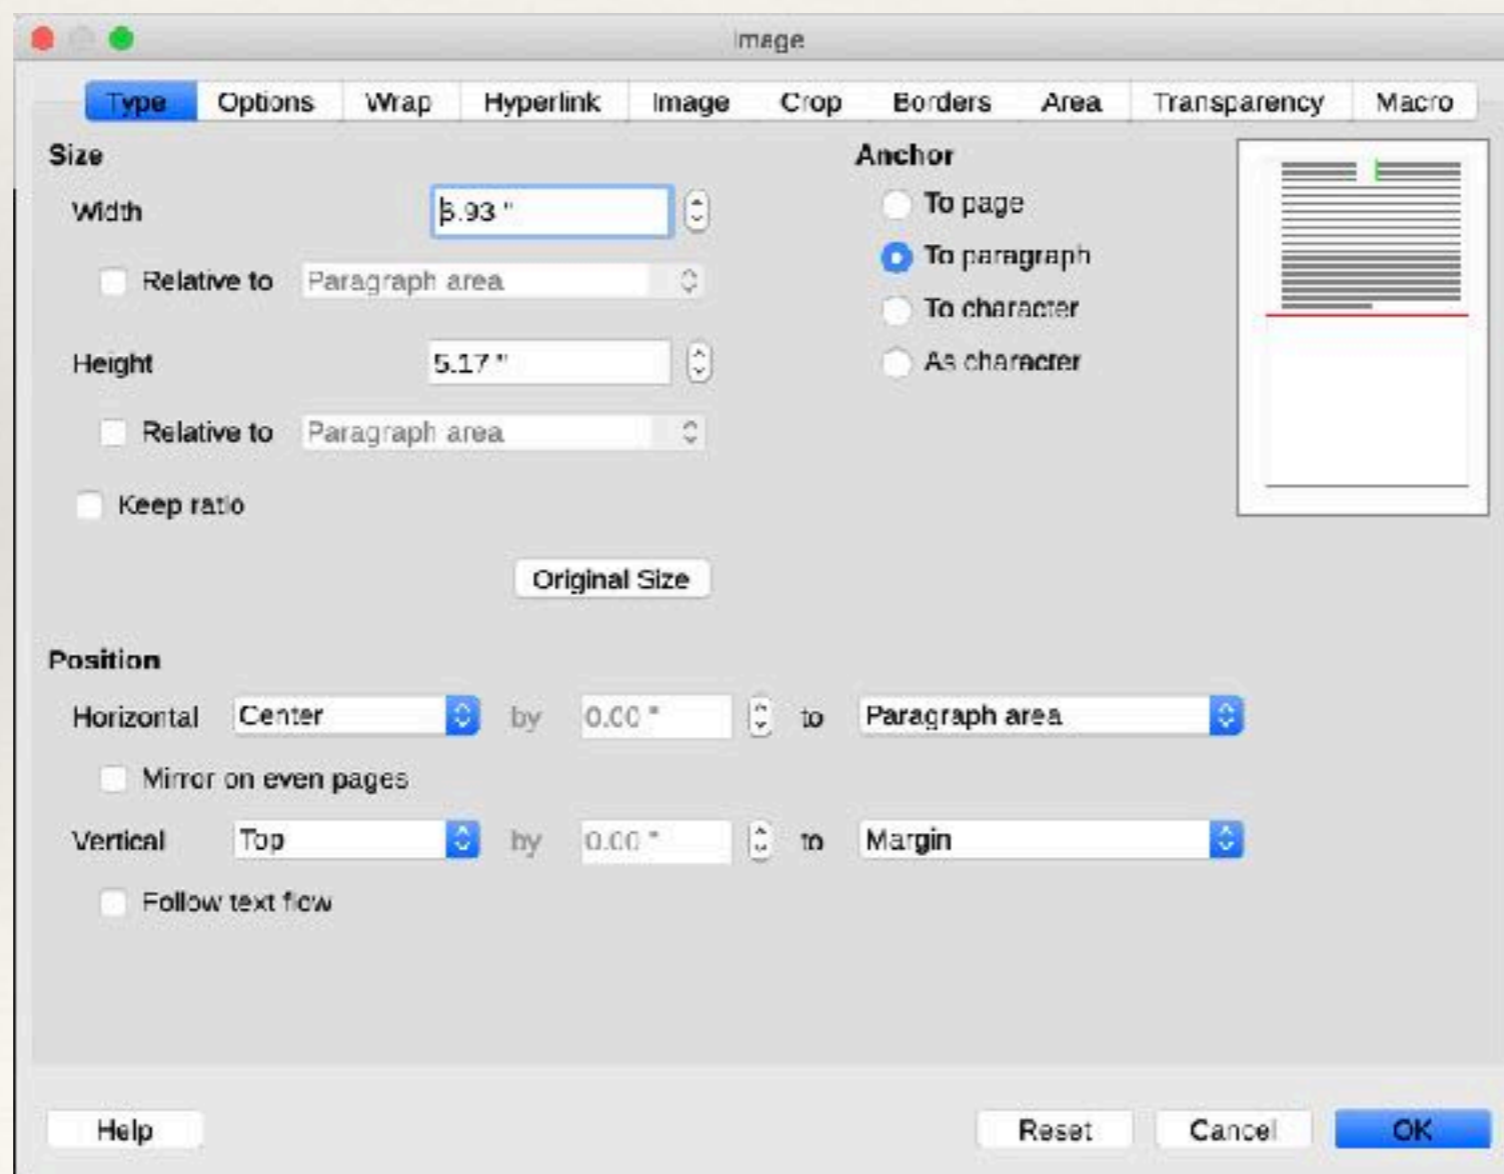 Image
Type Options Wrap Hyperlink Image Crop Borders Area Transparency Macro
Size
Width 6.93 "
Relative to Paragraph area
Height 5.17 "
Relative to Paragraph area
Keep ratio
Original Size
Anchor
To page
To paragraph
To character
As character
Position
Horizontal Center by 0.00 " to Paragraph area
Mirror on even pages
Vertical Top by 0.00 " to Margin
Follow text flow
Help Reset Cancel OK